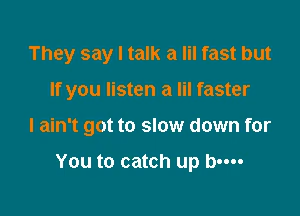 They say I talk a lil fast but
If you listen a lil faster
I ain't got to slow down for
You to catch up b••••